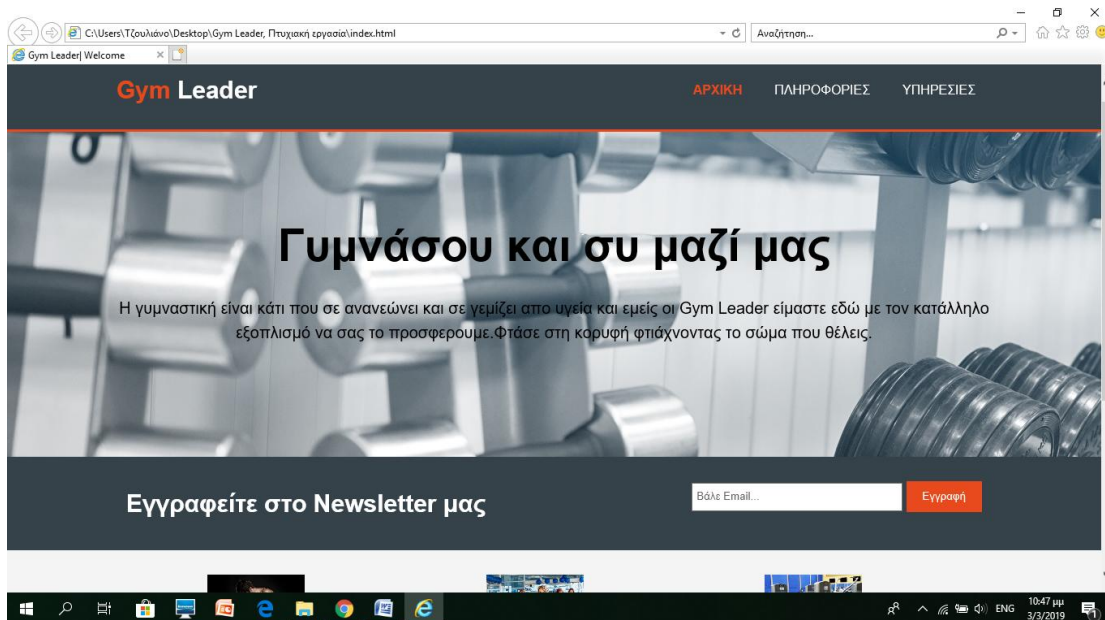 C:\Users\Τζουλιάνο\Desktop\Gym Leader, Πτυχιακή εργασία\index.html
Αναζήτηση...
Gym Leader| Welcome
Gym Leader
ΑΡΧΙΚΗ ΠΛΗΡΟΦΟΡΙΕΣ ΥΠΗΡΕΣΙΕΣ
Γυμνάσου και συ μαζί μας
Η γυμναστική είναι κάτι που σε ανανεώνει και σε γεμίζει απο υγεία και εμείς οι Gym Leader είμαστε εδώ με τον κατάλληλο
εξοπλισμό να σας το προσφερουμε.Φτάσε στη κορυφή φτιάχνοντας το σώμα που θέλεις.
Εγγραφείτε στο Newsletter μας
Βάλε Email...
Εγγραφή
ENG
10:47 μμ
3/3/2019